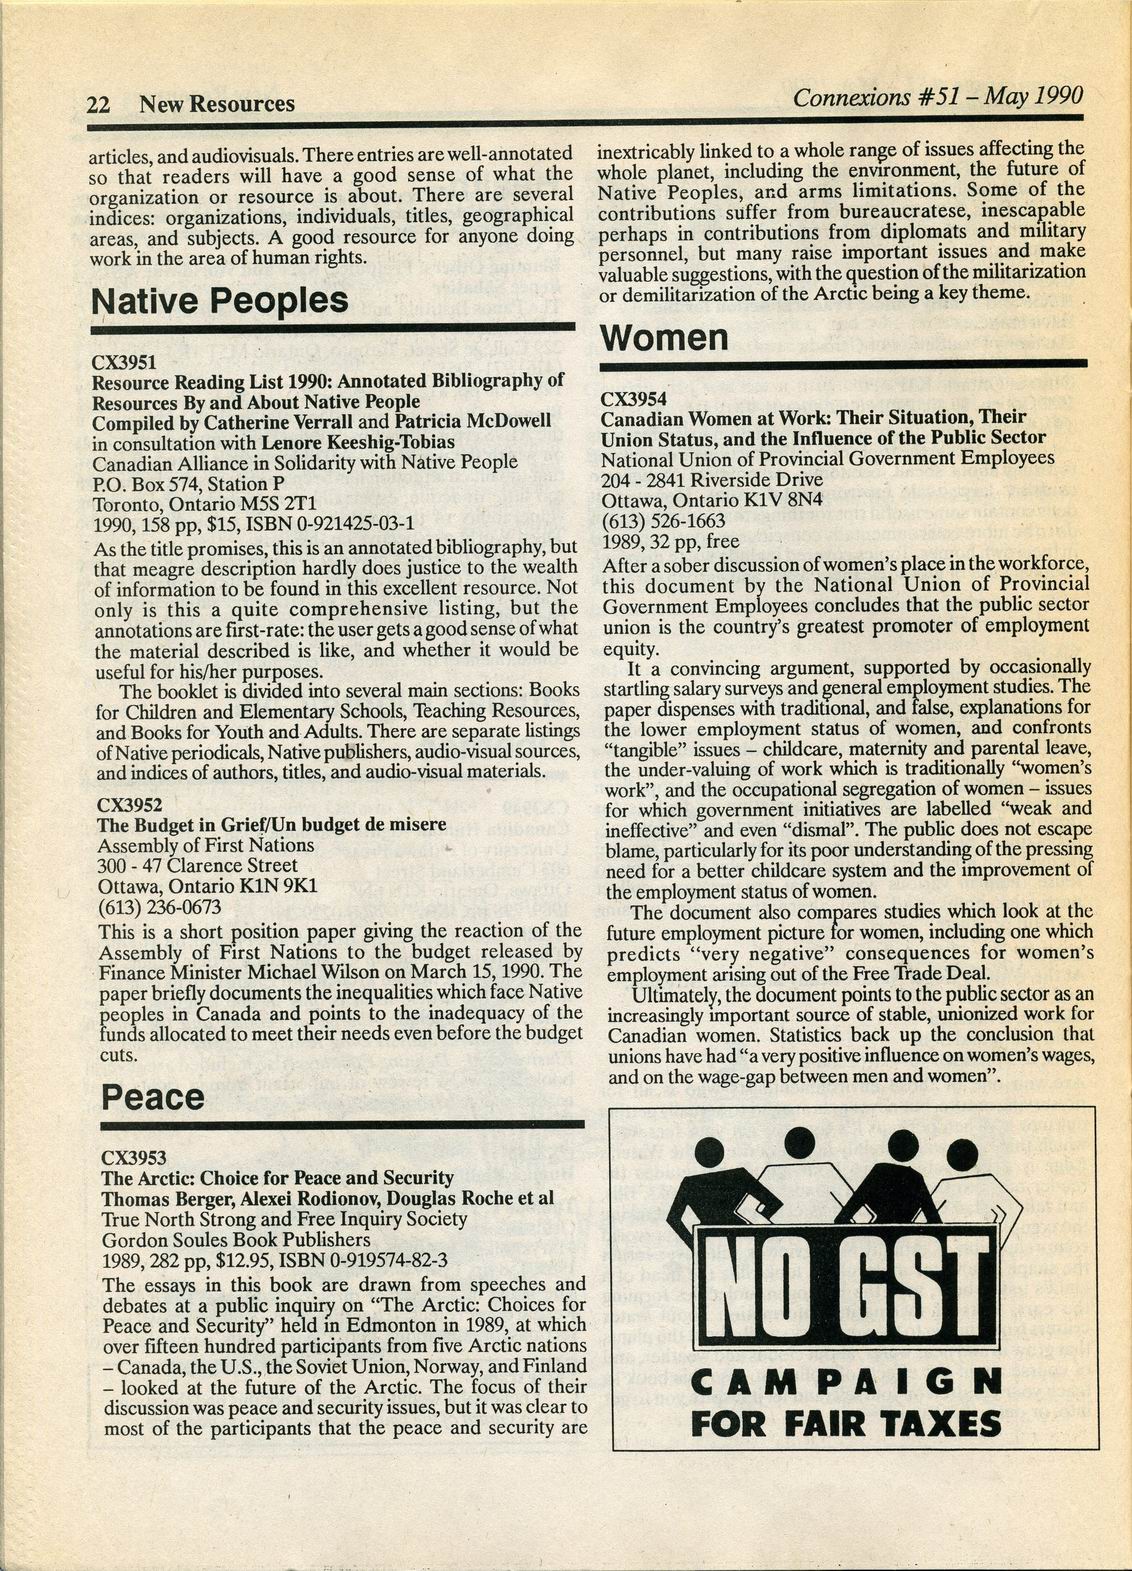 22 New Resources
Connexions #51 – May 1990
articles, and audiovisuals. There entries are well-annotated
so that readers will have a good sense of what the
organization or resource is about. There are several
indices: organizations, individuals, titles, geographical
areas, and subjects. A good resource for anyone doing
work in the area of human rights.
Native Peoples
CX3951
Resource Reading List 1990: Annotated Bibliography of
Resources By and About Native People
Compiled by Catherine Verrall and Patricia McDowell
in consultation with Lenore Keeshig-Tobias
Canadian Alliance in Solidarity with Native People
P.O. Box 574, Station P
Toronto, Ontario M5S 2T1
1990, 158 pp, $15, ISBN 0-921425-03-1
As the title promises, this is an annotated bibliography, but
that meagre description hardly does justice to the wealth
of information to be found in this excellent resource. Not
only is this a quite comprehensive listing, but the
annotations are first-rate: the user gets a good sense of what
the material described is like, and whether it would be
useful for his/her purposes.
The booklet is divided into several main sections: Books
for Children and Elementary Schools, Teaching Resources,
and Books for Youth and Adults. There are separate listings
of Native periodicals, Native publishers, audio-visual sources,
and indices of authors, titles, and audio-visual materials.
CX3952
The Budget in Grief/Un budget de misere
Assembly of First Nations
300 - 47 Clarence Street
Ottawa, Ontario K1N 9K1
(613) 236-0673
This is a short position paper giving the reaction of the
Assembly of First Nations to the budget released by
Finance Minister Michael Wilson on March 15, 1990. The
paper briefly documents the inequalities which face Native
peoples in Canada and points to the inadequacy of the
funds allocated to meet their needs even before the budget
cuts.
Peace
CX3953
The Arctic: Choice for Peace and Security
Thomas Berger, Alexei Rodionov, Douglas Roche et al
True North Strong and Free Inquiry Society
Gordon Soules Book Publishers
1989, 282 pp, $12.95, ISBN 0-919574-82-3
The essays in this book are drawn from speeches and
debates at a public inquiry on "The Arctic: Choices for
Peace and Security" held in Edmonton in 1989, at which
over fifteen hundred participants from five Arctic nations
– Canada, the U.S., the Soviet Union, Norway, and Finland
– looked at the future of the Arctic. The focus of their
discussion was peace and security issues, but it was clear to
most of the participants that the peace and security are
inextricably linked to a whole range of issues affecting the
whole planet, including the environment, the future of
Native Peoples, and arms limitations. Some of the
contributions suffer from bureaucratese, inescapable
perhaps in contributions from diplomats and military
personnel, but many raise important issues and make
valuable suggestions, with the question of the militarization
or demilitarization of the Arctic being a key theme.
Women
CX3954
Canadian Women at Work: Their Situation, Their
Union Status, and the Influence of the Public Sector
National Union of Provincial Government Employees
204 - 2841 Riverside Drive
Ottawa, Ontario K1V 8N4
(613) 526-1663
1989, 32 pp, free
After a sober discussion of women's place in the workforce,
this document by the National Union of Provincial
Government Employees concludes that the public sector
union is the country's greatest promoter of employment
equity.
It a convincing argument, supported by occasionally
startling salary surveys and general employment studies. The
paper dispenses with traditional, and false, explanations for
the lower employment status of women, and confronts
"tangible" issues – childcare, maternity and parental leave,
the under-valuing of work which is traditionally "women's
work", and the occupational segregation of women – issues
for which government initiatives are labelled "weak and
ineffective" and even "dismal". The public does not escape
blame, particularly for its poor understanding of the pressing
need for a better childcare system and the improvement of
the employment status of women.
The document also compares studies which look at the
future employment picture for women, including one which
predicts "very negative" consequences for women's
employment arising out of the Free Trade Deal.
Ultimately, the document points to the public sector as an
increasingly important source of stable, unionized work for
Canadian women. Statistics back up the conclusion that
unions have had "a very positive influence on women's wages,
and on the wage-gap between men and women".
NO GST
CAMPAIGN
FOR FAIR TAXES